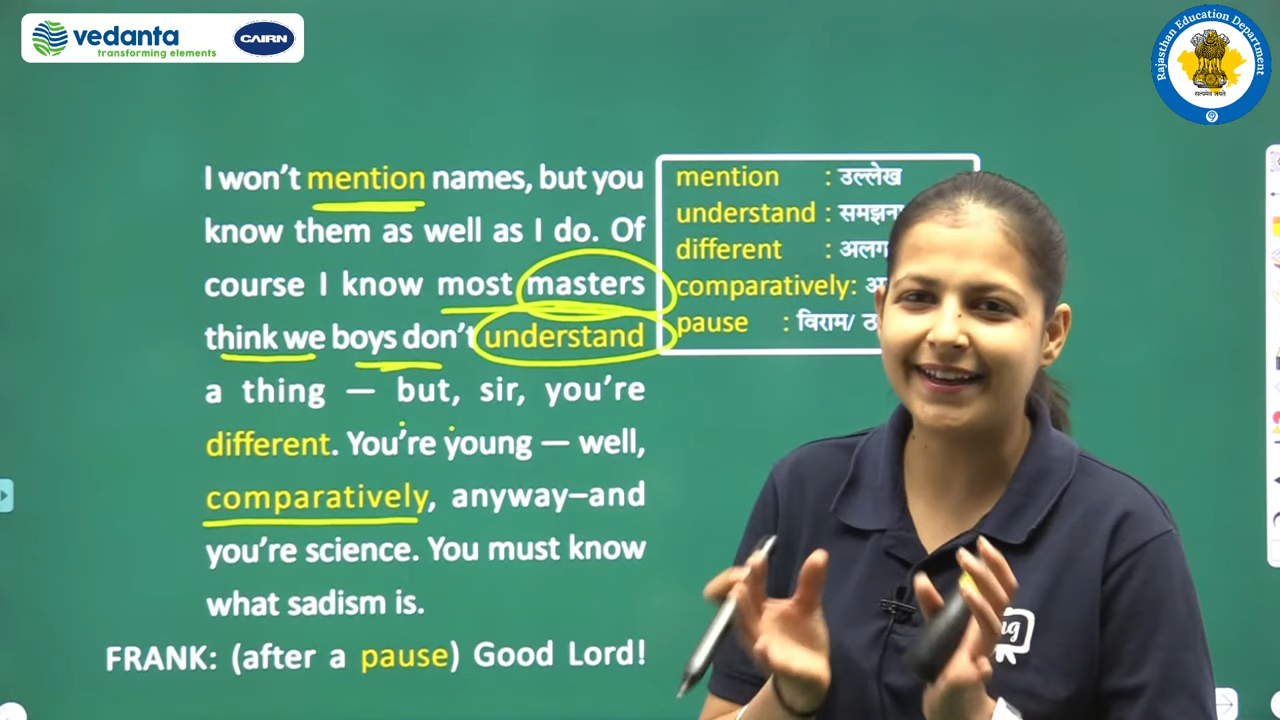 vedanta
transforming elements
CAIRN
Rajasthan Education Department
सत्यमेव जयते
I won't mention names, but you
know them as well as I do. Of
course I know most masters
think we boys don't understand
a thing — but, sir, you're
different. You're young — well,
comparatively, anyway–and
you're science. You must know
what sadism is.
FRANK: (after a pause) Good Lord!
mention : उल्लेख
understand : समझना
different : अलग
comparatively:
pause : विराम/